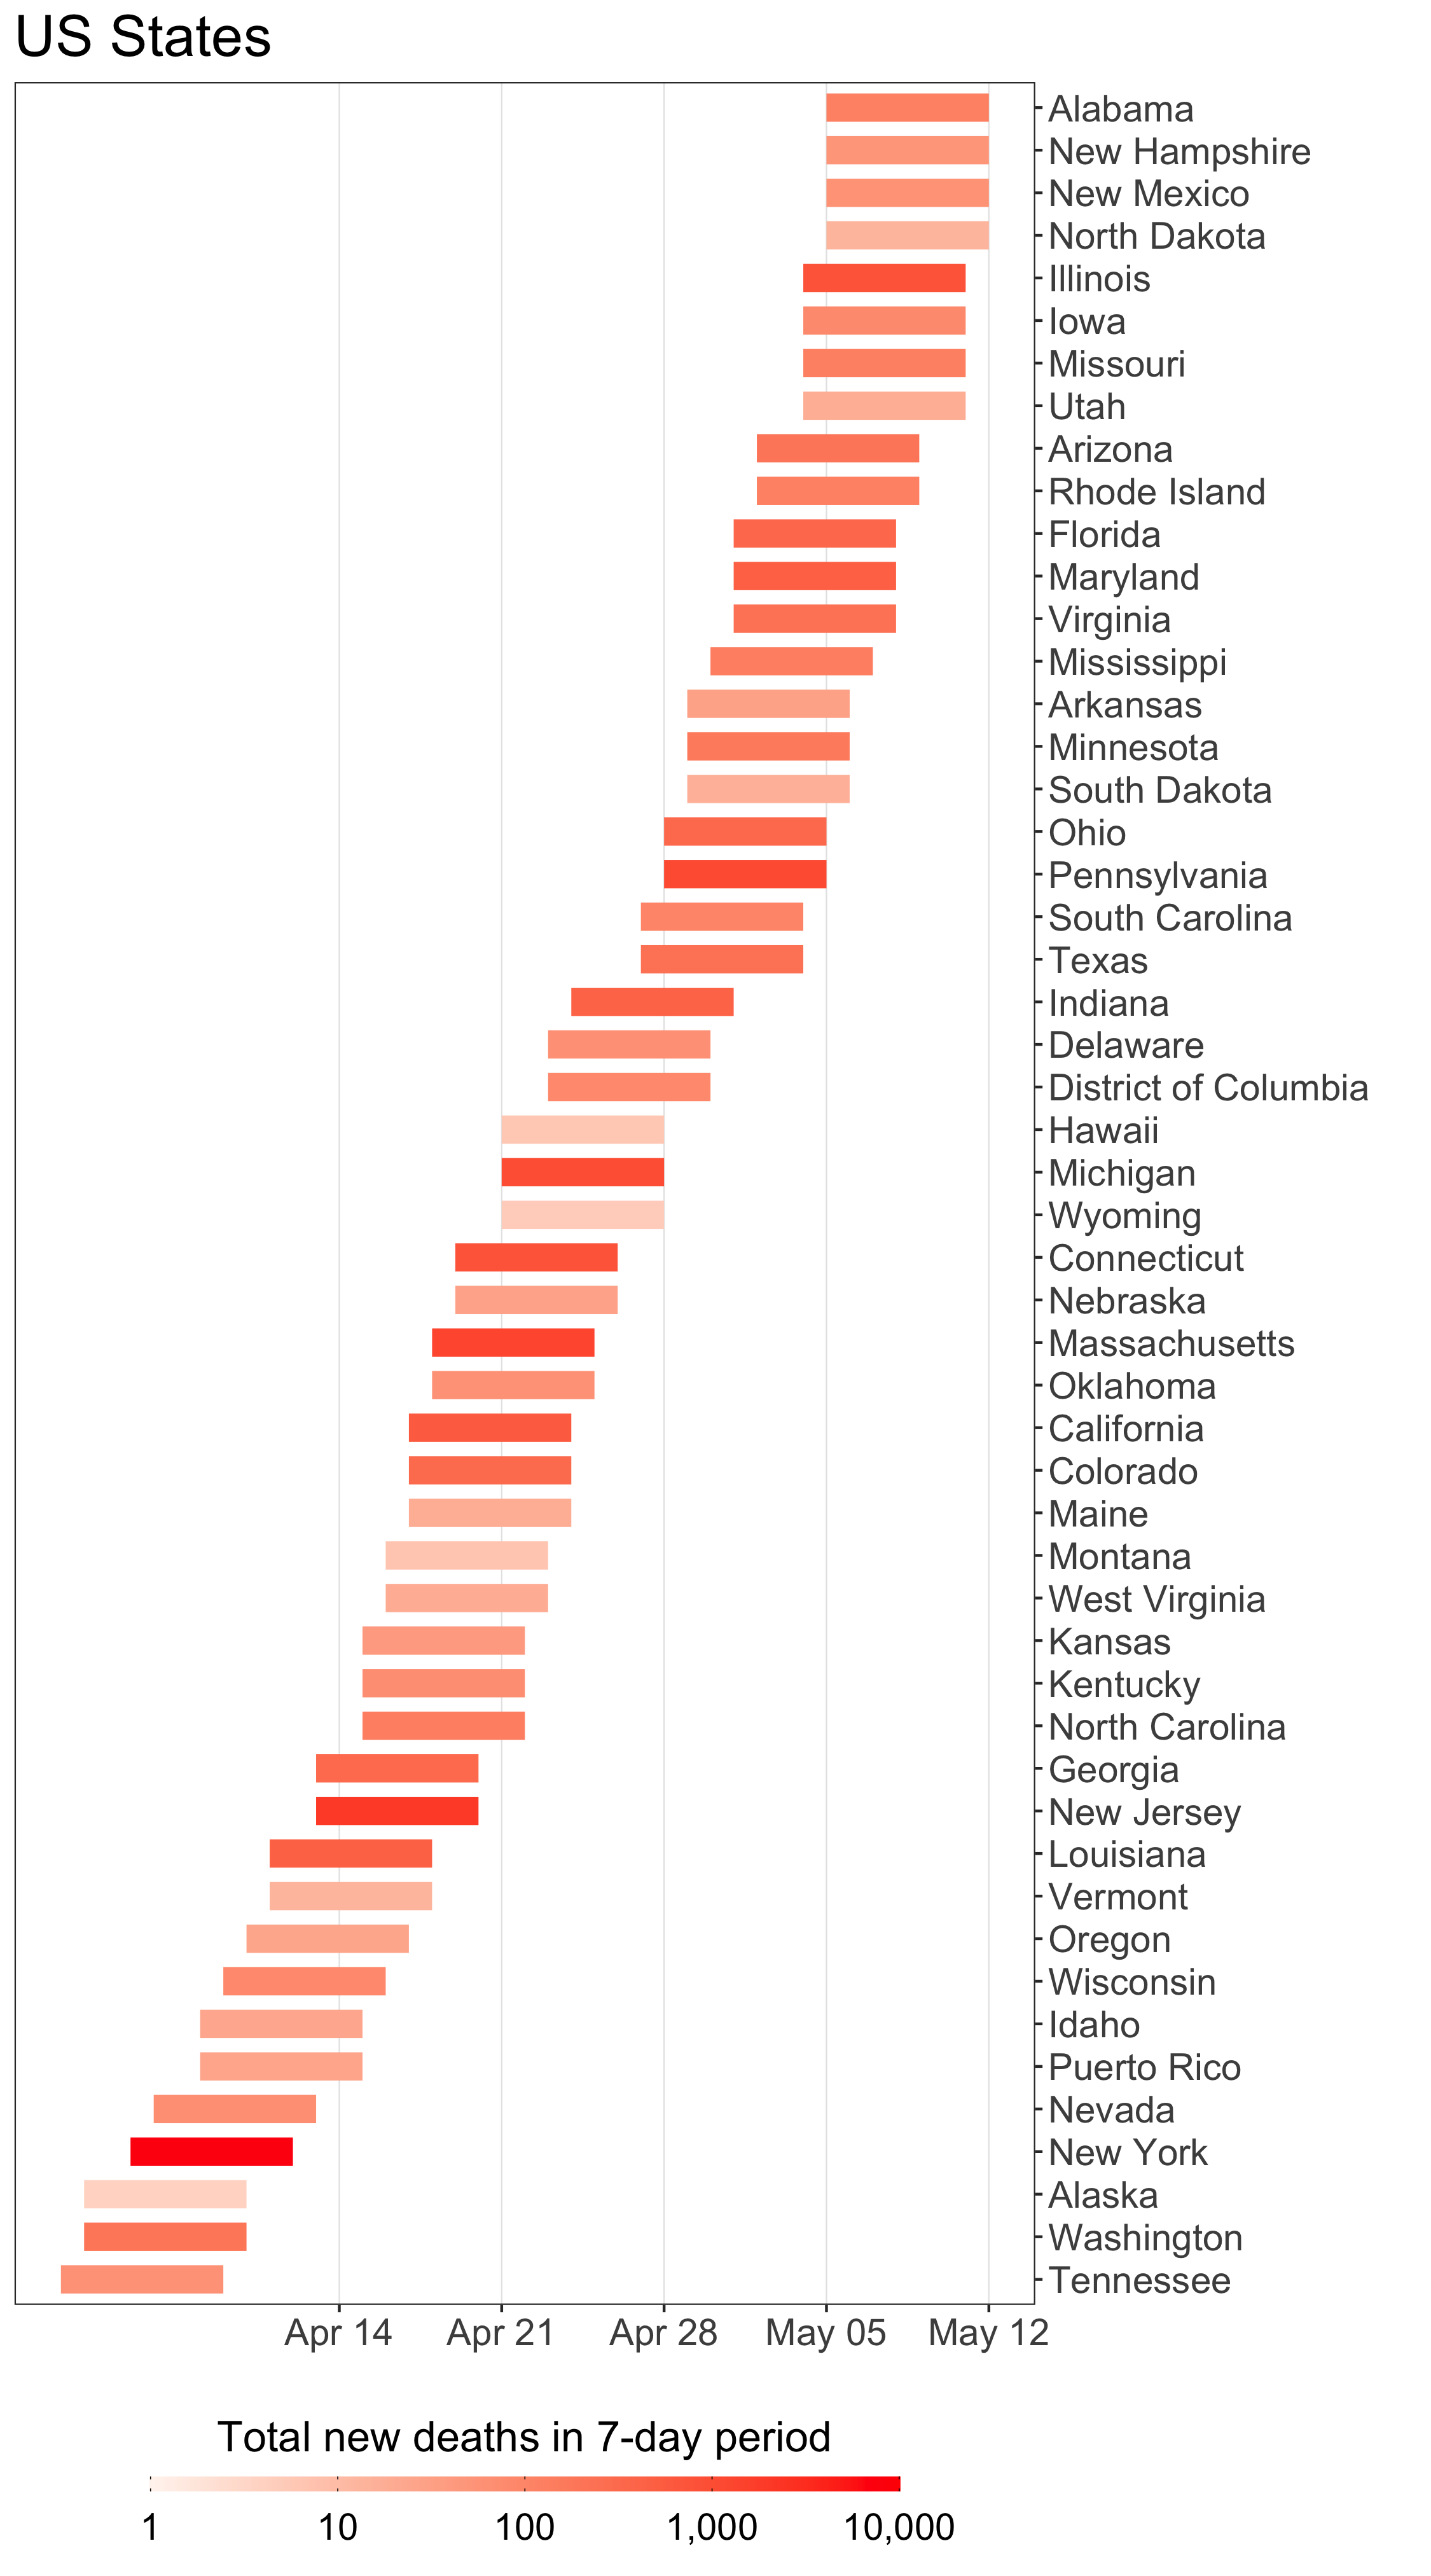 US States
Alabama
New Hampshire
New Mexico
North Dakota
Illinois
Iowa
Missouri
Utah
Arizona
Rhode Island
Florida
Maryland
Virginia
Mississippi
Arkansas
Minnesota
South Dakota
Ohio
Pennsylvania
South Carolina
Texas
Indiana
Delaware
District of Columbia
Hawaii
Michigan
Wyoming
Connecticut
Nebraska
Massachusetts
Oklahoma
California
Colorado
Maine
Montana
West Virginia
Kansas
Kentucky
North Carolina
Georgia
New Jersey
Louisiana
Vermont
Oregon
Wisconsin
Idaho
Puerto Rico
Nevada
New York
Alaska
Washington
Tennessee
Apr 14 Apr 21 Apr 28 May 05 May 12
Total new deaths in 7-day period
1 10 100 1,000 10,000